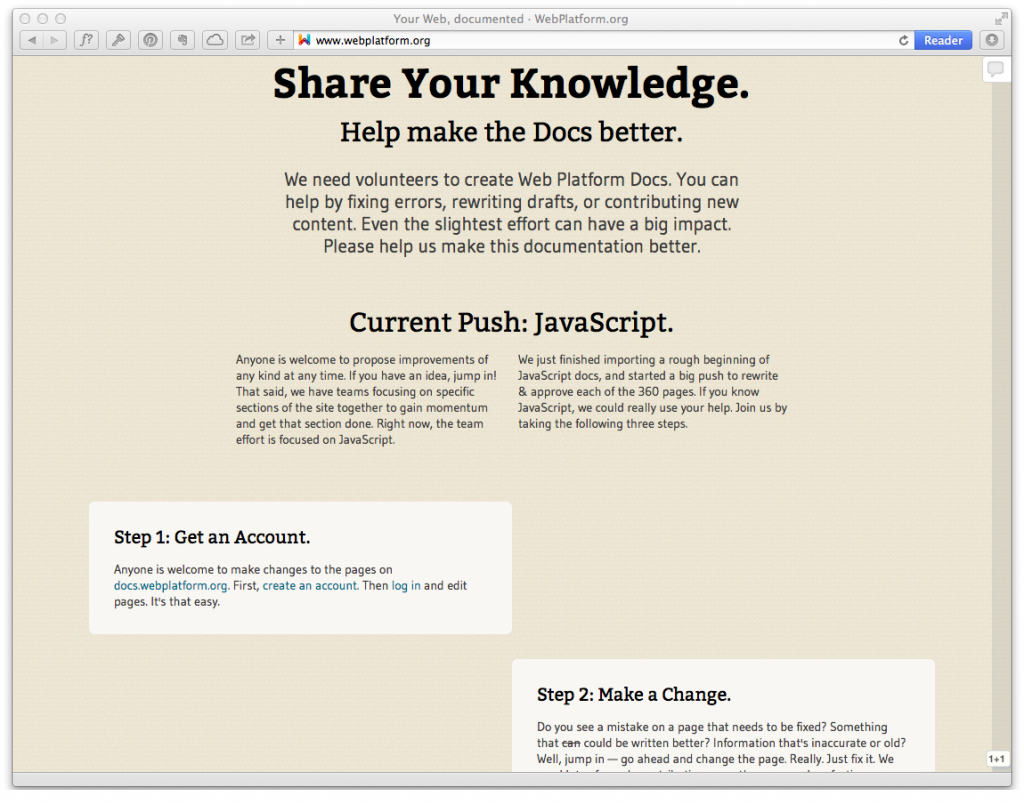 Your Web, documented · WebPlatform.org
f?
www.webplatform.org
Reader
Share Your Knowledge.
Help make the Docs better.
We need volunteers to create Web Platform Docs. You can
help by fixing errors, rewriting drafts, or contributing new
content. Even the slightest effort can have a big impact.
Please help us make this documentation better.
Current Push: JavaScript.
Anyone is welcome to propose improvements of
any kind at any time. If you have an idea, jump in!
That said, we have teams focusing on specific
sections of the site together to gain momentum
and get that section done. Right now, the team
effort is focused on JavaScript.
We just finished importing a rough beginning of
JavaScript docs, and started a big push to rewrite
& approve each of the 360 pages. If you know
JavaScript, we could really use your help. Join us by
taking the following three steps.
Step 1: Get an Account.
Anyone is welcome to make changes to the pages on
docs.webplatform.org. First, create an account. Then log in and edit
pages. It's that easy.
Step 2: Make a Change.
Do you see a mistake on a page that needs to be fixed? Something
that can could be written better? Information that's inaccurate or old?
Well, jump in — go ahead and change the page. Really. Just fix it. We
1+1